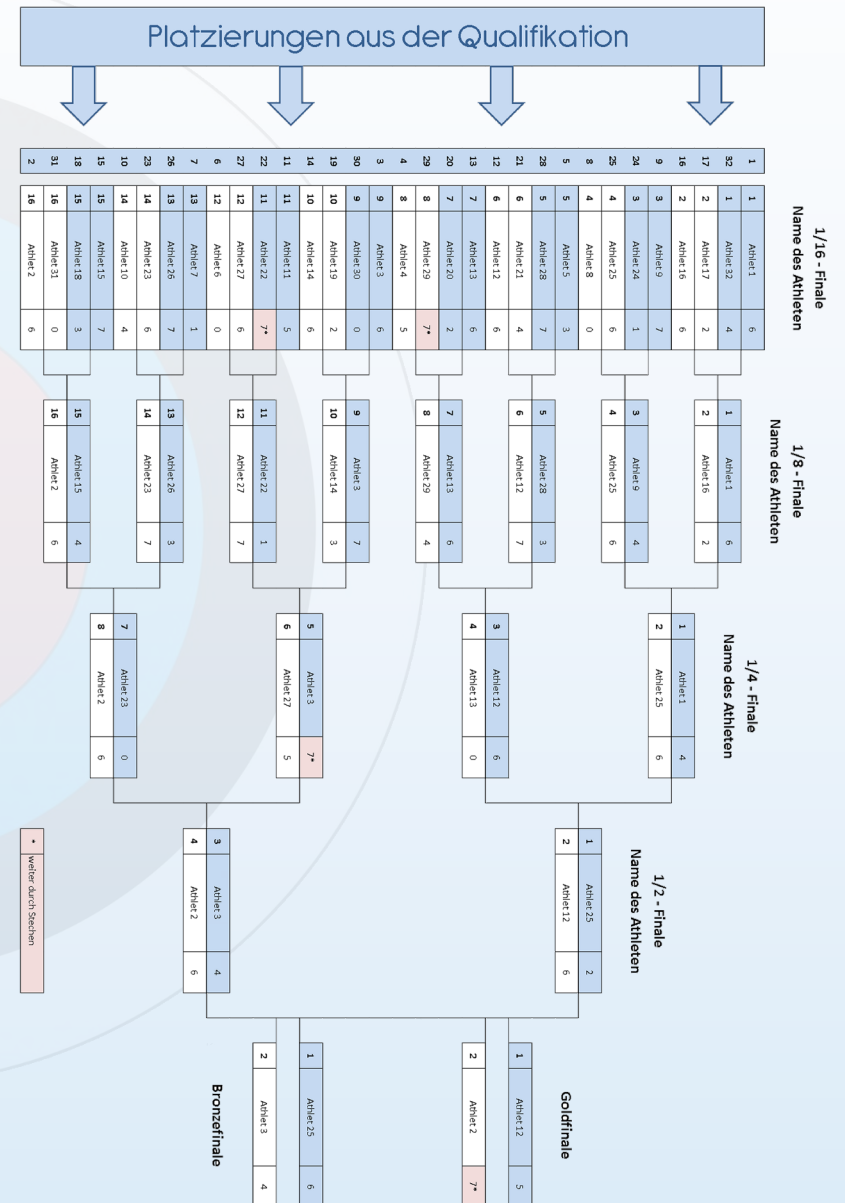 Platzierungen aus der Qualifikation
1/16 - Finale
Name des Athleten
1 1 Athlet 1 6
32 1 Athlet 32 4
17 2 Athlet 17 2
16 2 Athlet 16 6
9 3 Athlet 9 7
24 3 Athlet 24 1
25 4 Athlet 25 6
8 4 Athlet 8 0
5 5 Athlet 5 3
28 5 Athlet 28 7
21 6 Athlet 21 4
12 6 Athlet 12 6
13 7 Athlet 13 6
20 7 Athlet 20 2
29 8 Athlet 29 7*
4 8 Athlet 4 5
3 9 Athlet 3 6
30 9 Athlet 30 0
19 10 Athlet 19 2
14 10 Athlet 14 6
11 11 Athlet 11 5
22 11 Athlet 22 7*
27 12 Athlet 27 6
6 12 Athlet 6 0
7 13 Athlet 7 1
26 13 Athlet 26 7
23 14 Athlet 23 6
10 14 Athlet 10 4
15 15 Athlet 15 7
18 15 Athlet 18 3
31 16 Athlet 31 0
2 16 Athlet 2 6
1/8 - Finale
Name des Athleten
1 Athlet 1 6
2 Athlet 16 2
3 Athlet 9 4
4 Athlet 25 6
5 Athlet 28 3
6 Athlet 12 7
7 Athlet 13 6
8 Athlet 29 4
9 Athlet 3 7
10 Athlet 14 3
11 Athlet 22 1
12 Athlet 27 7
13 Athlet 26 3
14 Athlet 23 7
15 Athlet 15 4
16 Athlet 2 6
1/4 - Finale
Name des Athleten
1 Athlet 1 4
2 Athlet 25 6
3 Athlet 12 6
4 Athlet 13 0
5 Athlet 3 7*
6 Athlet 27 5
7 Athlet 23 0
8 Athlet 2 6
1/2 - Finale
Name des Athleten
1 Athlet 25 2
2 Athlet 12 6
3 Athlet 3 4
4 Athlet 2 6
* weiter durch Stechen
Goldfinale
1 Athlet 12 5
2 Athlet 2 7*
1 Athlet 25 6
2 Athlet 3 4
Bronzefinale